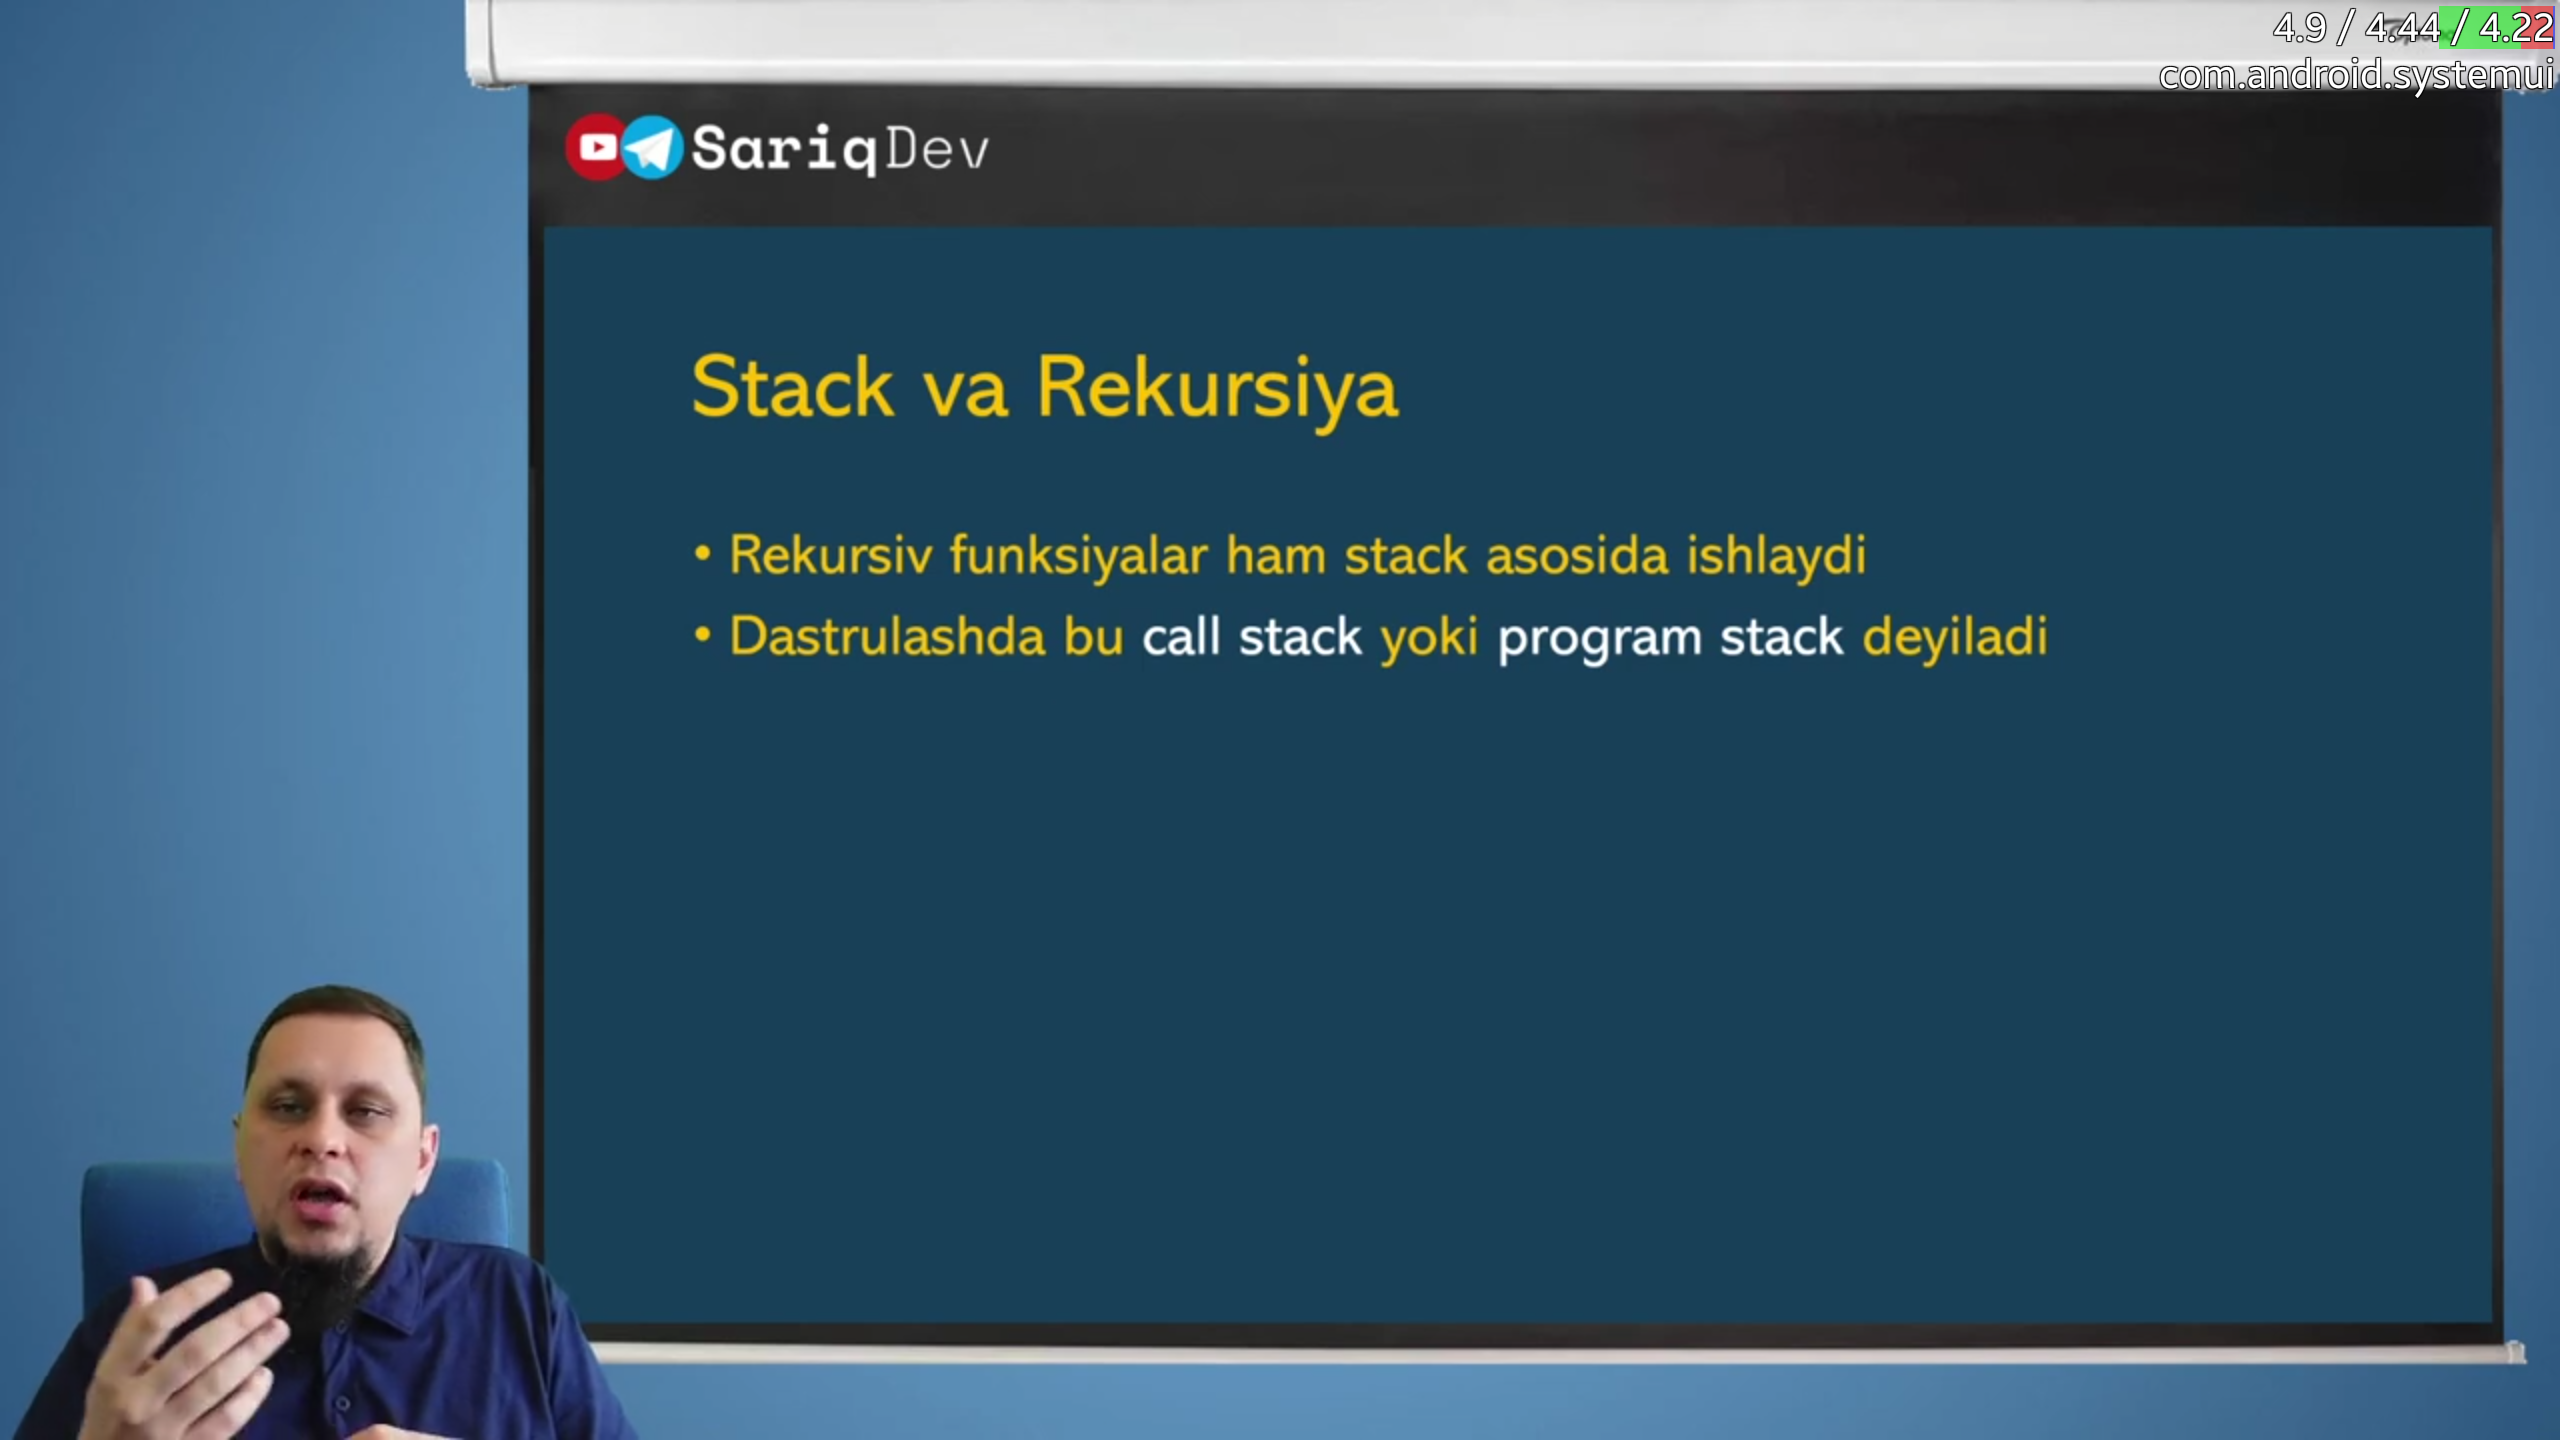 4.9 / 4.44 / 4.22
com.android.systemui
SariqDev
Stack va Rekursiya
• Rekursiv funksiyalar ham stack asosida ishlaydi
• Dastrulashda bu call stack yoki program stack deyiladi